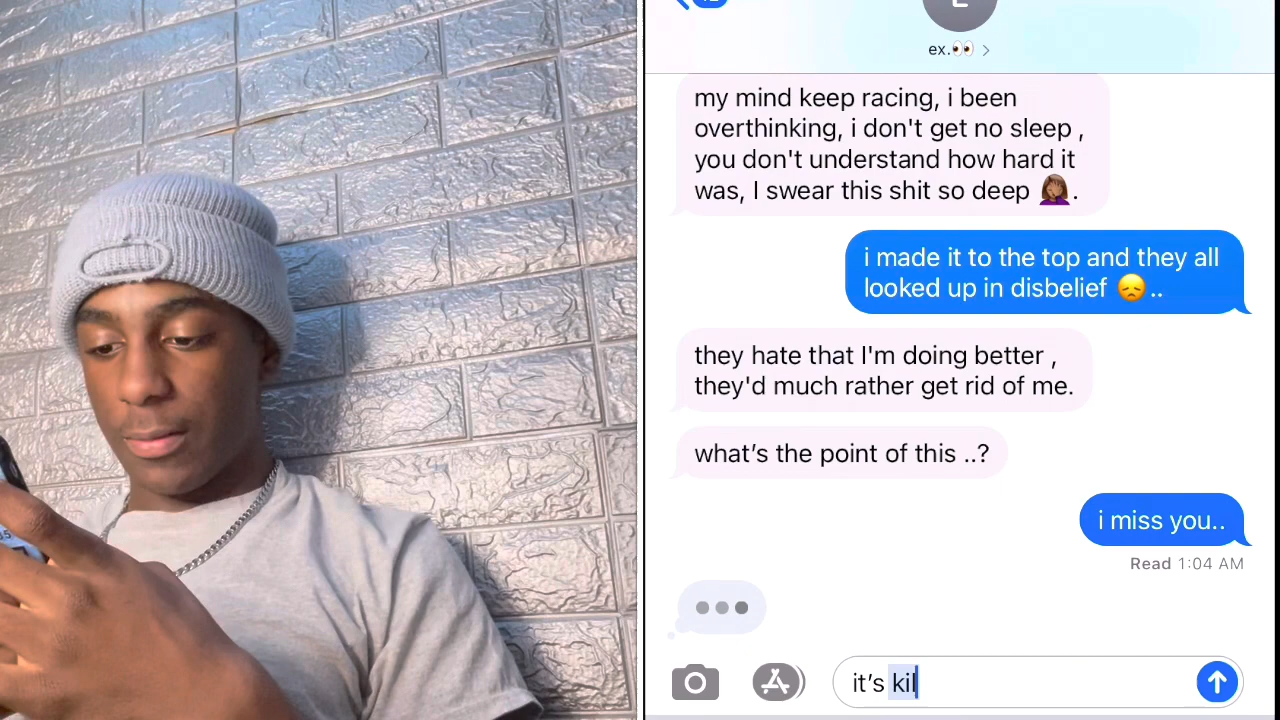 ex.👀 >
my mind keep racing, i been
overthinking, i don't get no sleep ,
you don't understand how hard it
was, I swear this shit so deep 🤦🏾‍♀️.
i made it to the top and they all
looked up in disbelief 😞..
they hate that I'm doing better ,
they'd much rather get rid of me.
what's the point of this ..?
i miss you..
Read 1:04 AM
it's kil